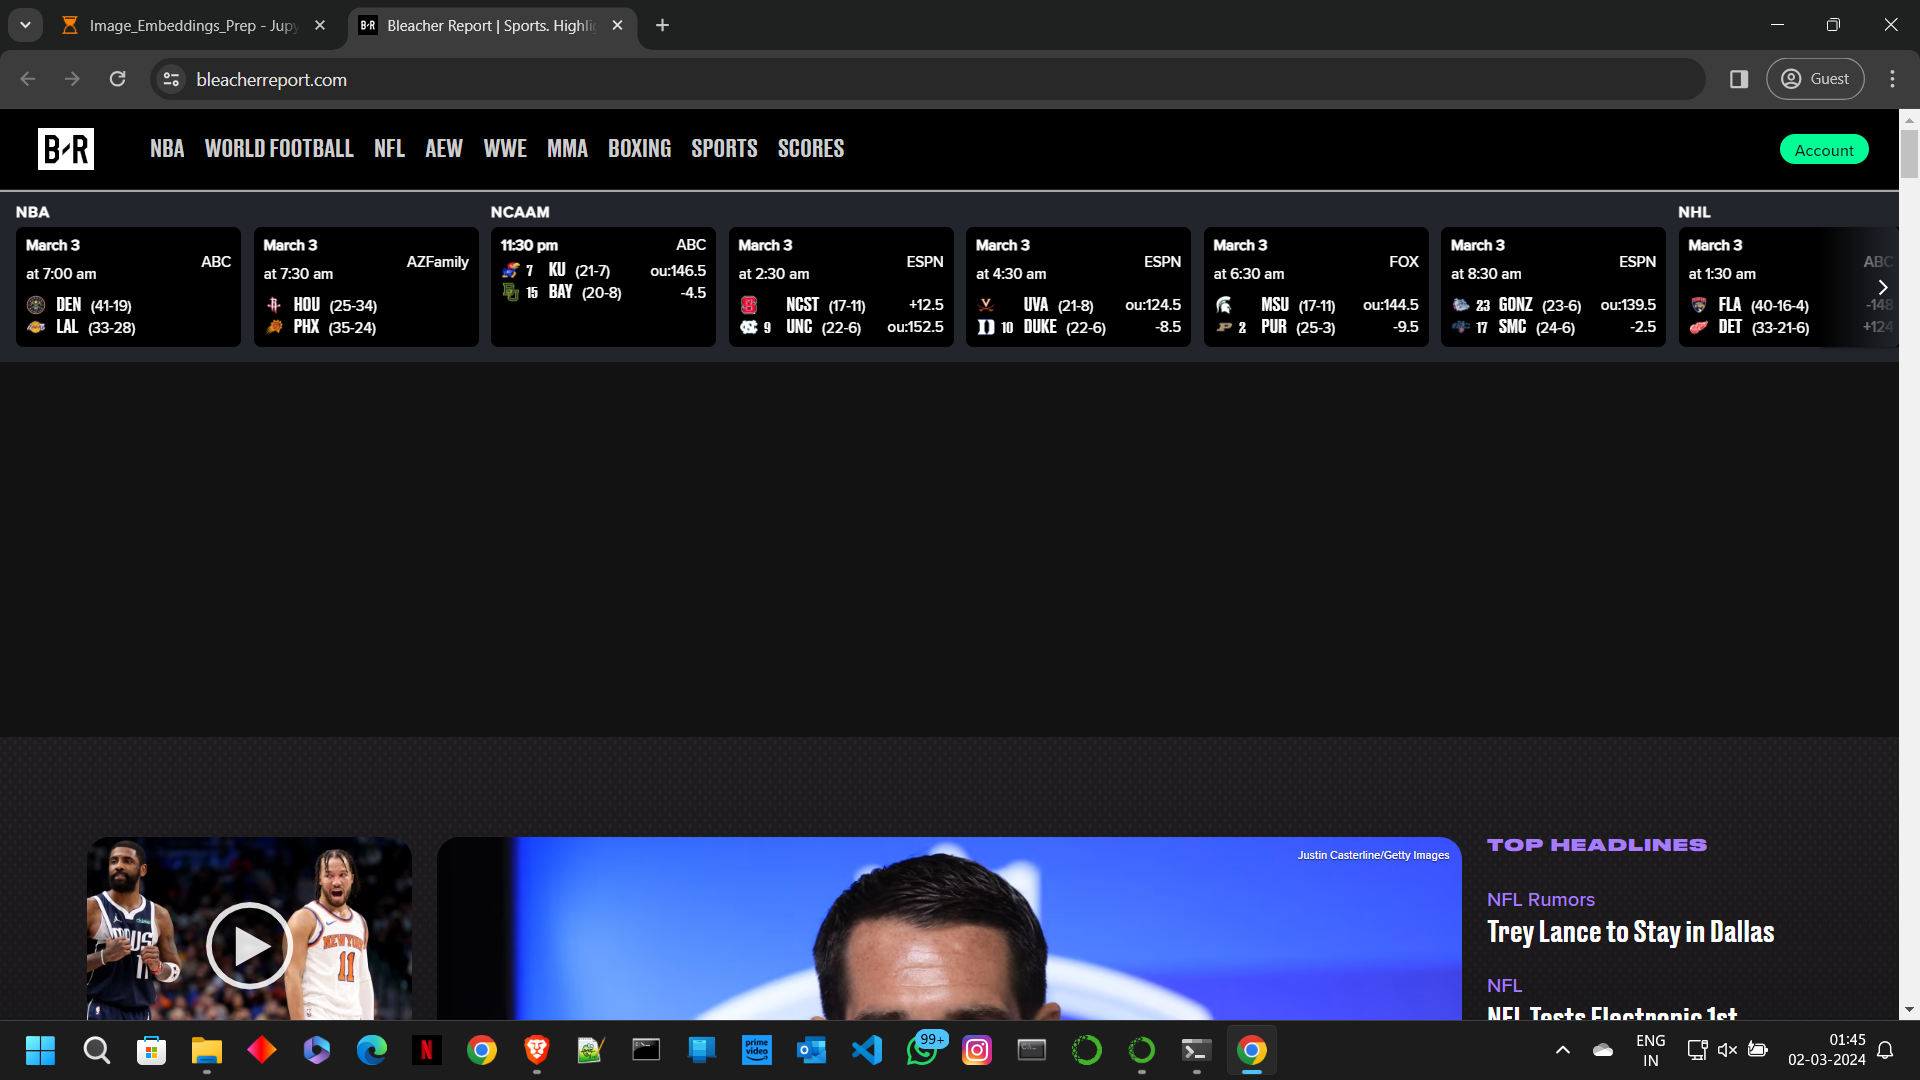 Image_Embeddings_Prep - Jupy
Bleacher Report | Sports. Highli
bleacherreport.com
Guest
B/R
NBA WORLD FOOTBALL NFL AEW WWE MMA BOXING SPORTS SCORES
Account
NBA
March 3
at 7:00 am
ABC
DEN (41-19)
LAL (33-28)
March 3
at 7:30 am
AZFamily
HOU (25-34)
PHX (35-24)
NCAAM
11:30 pm ABC
7 KU (21-7) ou:146.5
15 BAY (20-8) -4.5
March 3
at 2:30 am
ESPN
NCST (17-11) +12.5
9 UNC (22-6) ou:152.5
March 3
at 4:30 am
ESPN
UVA (21-8) ou:124.5
10 DUKE (22-6) -8.5
March 3
at 6:30 am
FOX
MSU (17-11) ou:144.5
2 PUR (25-3) -9.5
March 3
at 8:30 am
ESPN
23 GONZ (23-6) ou:139.5
17 SMC (24-6) -2.5
NHL
March 3
at 1:30 am
ABC
FLA (40-16-4) -148
DET (33-21-6) +124
NEW YORK
11
Justin Casterline/Getty Images
TOP HEADLINES
NFL Rumors
Trey Lance to Stay in Dallas
NFL
NFL Tests Electronic 1st
prime
video
99+
ENG
IN
01:45
02-03-2024